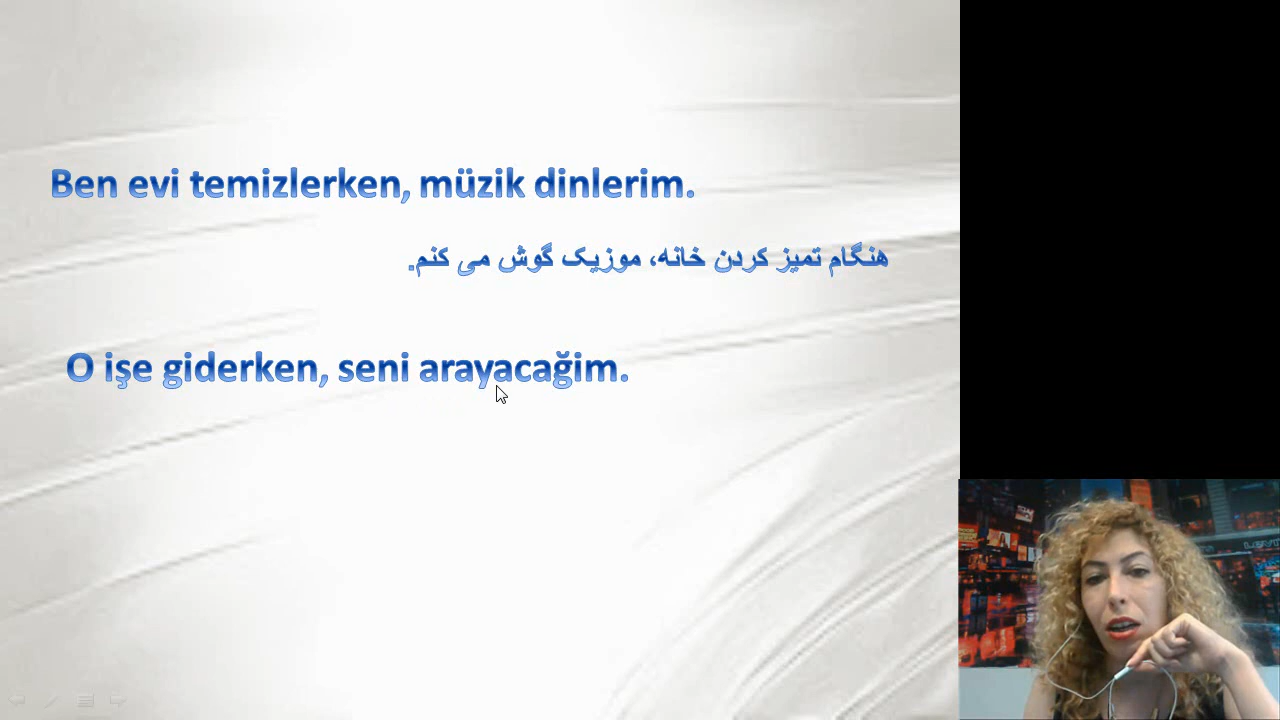 Ben evi temizlerken, müzik dinlerim.
هنگام تمیز کردن خانه، موزیک گوش می کنم.
O işe giderken, seni arayacağim.